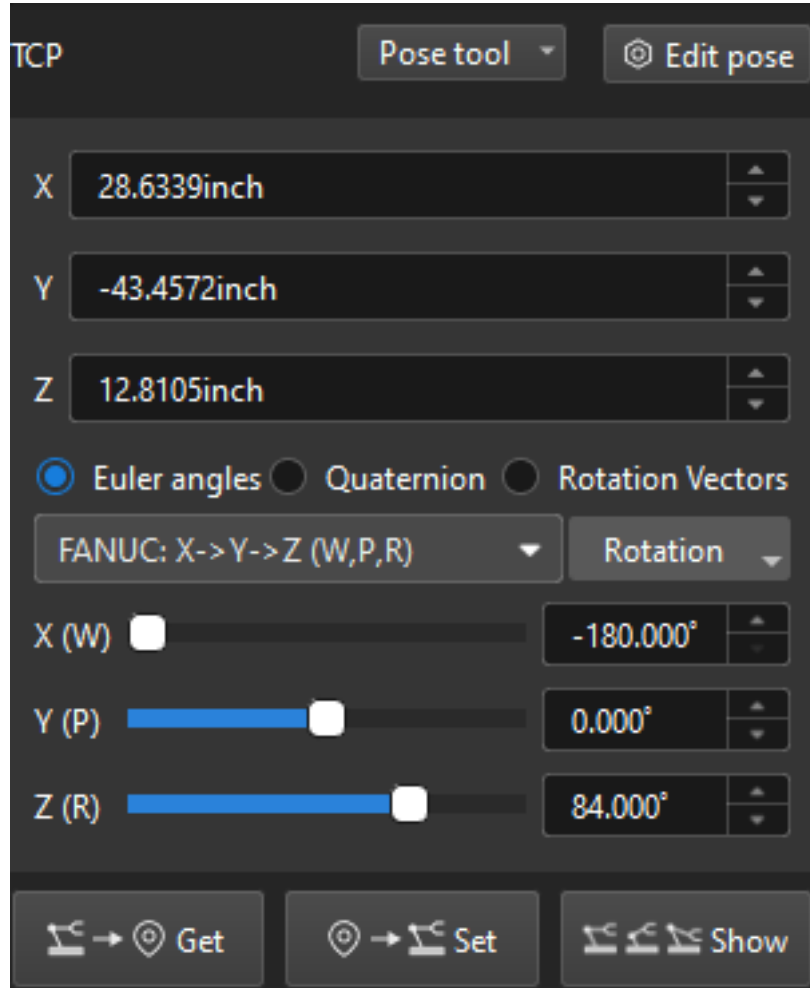 TCP Pose tool Edit pose
X 28.6339inch
Y -43.4572inch
Z 12.8105inch
Euler angles Quaternion Rotation Vectors
FANUC: X->Y->Z (W,P,R) Rotation
X (W) -180.000°
Y (P) 0.000°
Z (R) 84.000°
Get Set Show